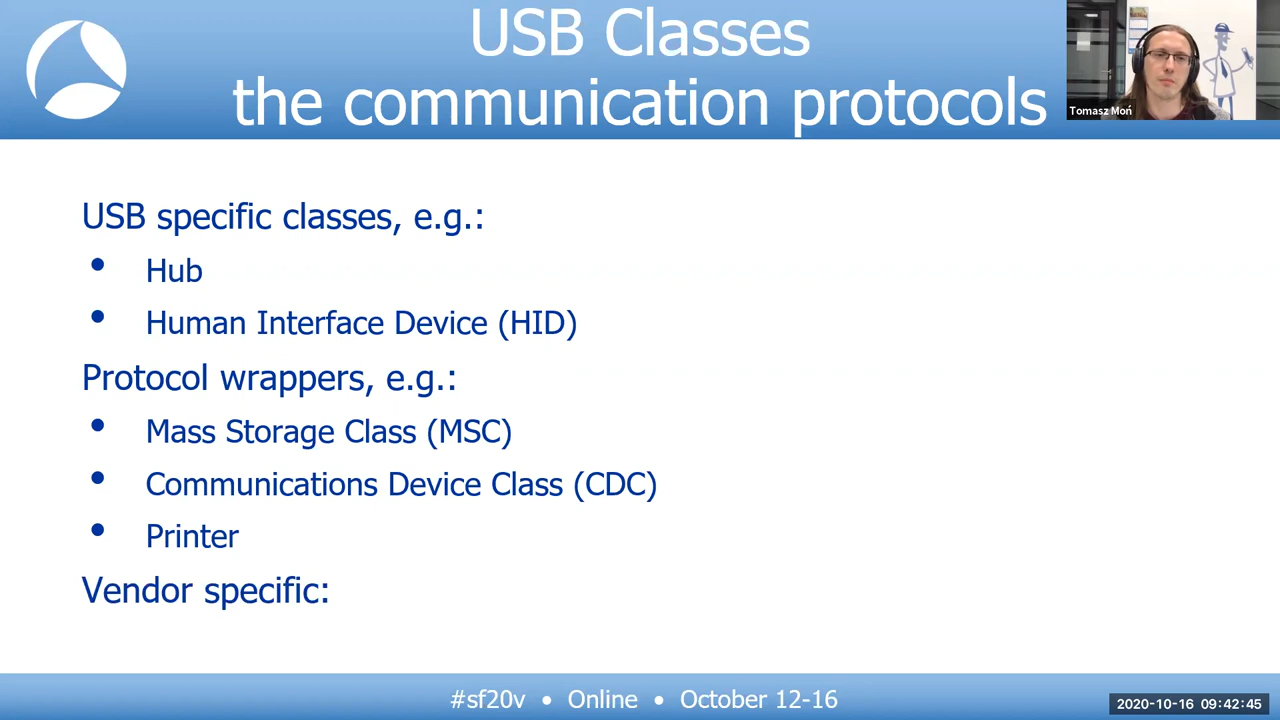 USB Classes
the communication protocols
Tomasz Moń
USB specific classes, e.g.:
• Hub
• Human Interface Device (HID)
Protocol wrappers, e.g.:
• Mass Storage Class (MSC)
• Communications Device Class (CDC)
• Printer
Vendor specific:
#sf20v • Online • October 12-16
2020-10-16 09:42:45